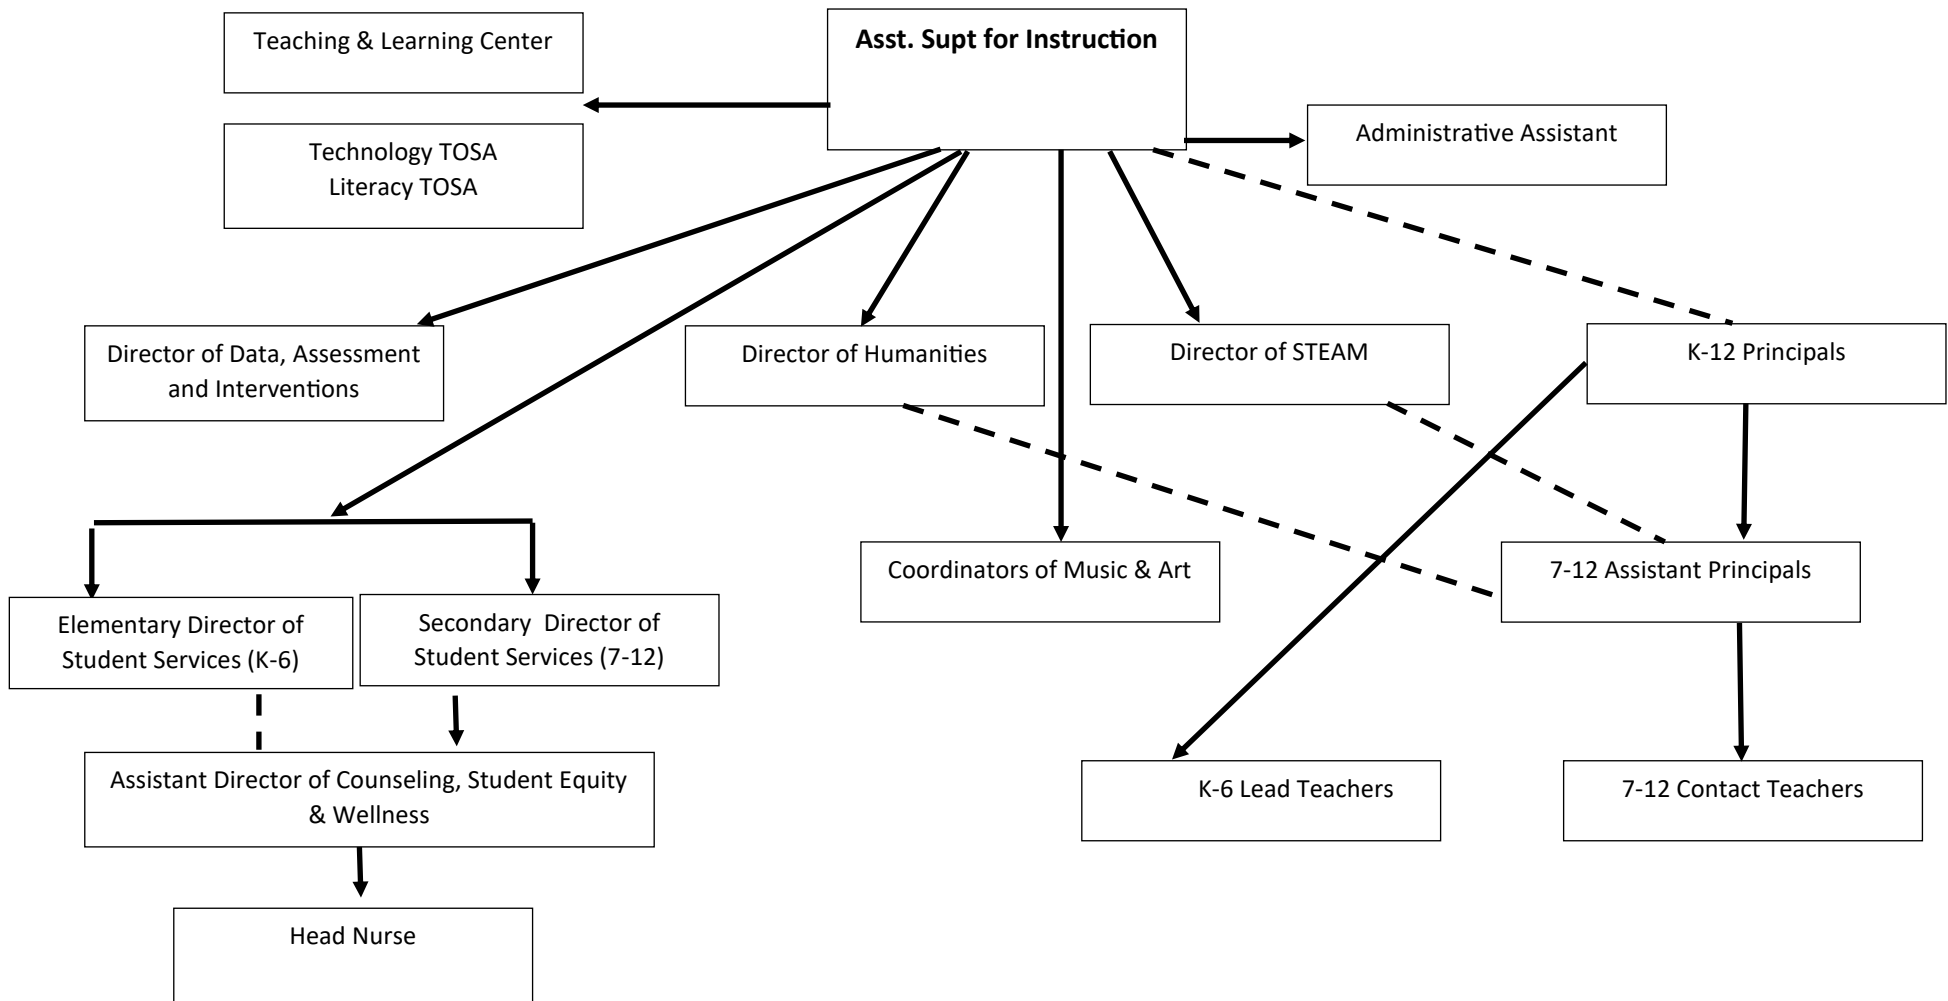 Teaching & Learning Center
Asst. Supt for Instruction
Administrative Assistant
Technology TOSA
Literacy TOSA
Director of Data, Assessment
and Interventions
Director of Humanities
Director of STEAM
K-12 Principals
Coordinators of Music & Art
7-12 Assistant Principals
Elementary Director of
Student Services (K-6)
Secondary  Director of
Student Services (7-12)
Assistant Director of Counseling, Student Equity
& Wellness
K-6 Lead Teachers
7-12 Contact Teachers
Head Nurse